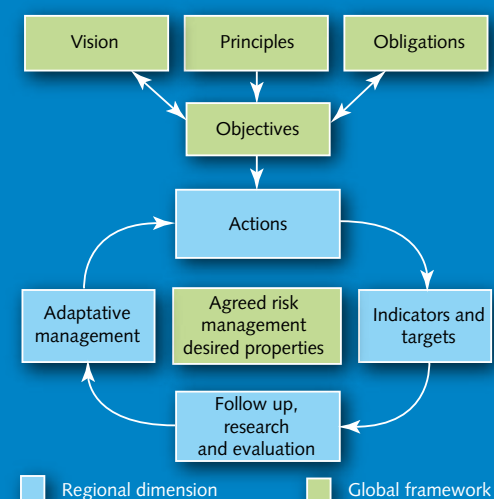 Vision
Principles
Obligations
Objectives
Actions
Adaptative
management
Agreed risk
management
desired properties
Indicators and
targets
Follow up,
research
and evaluation
Regional dimension
Global framework